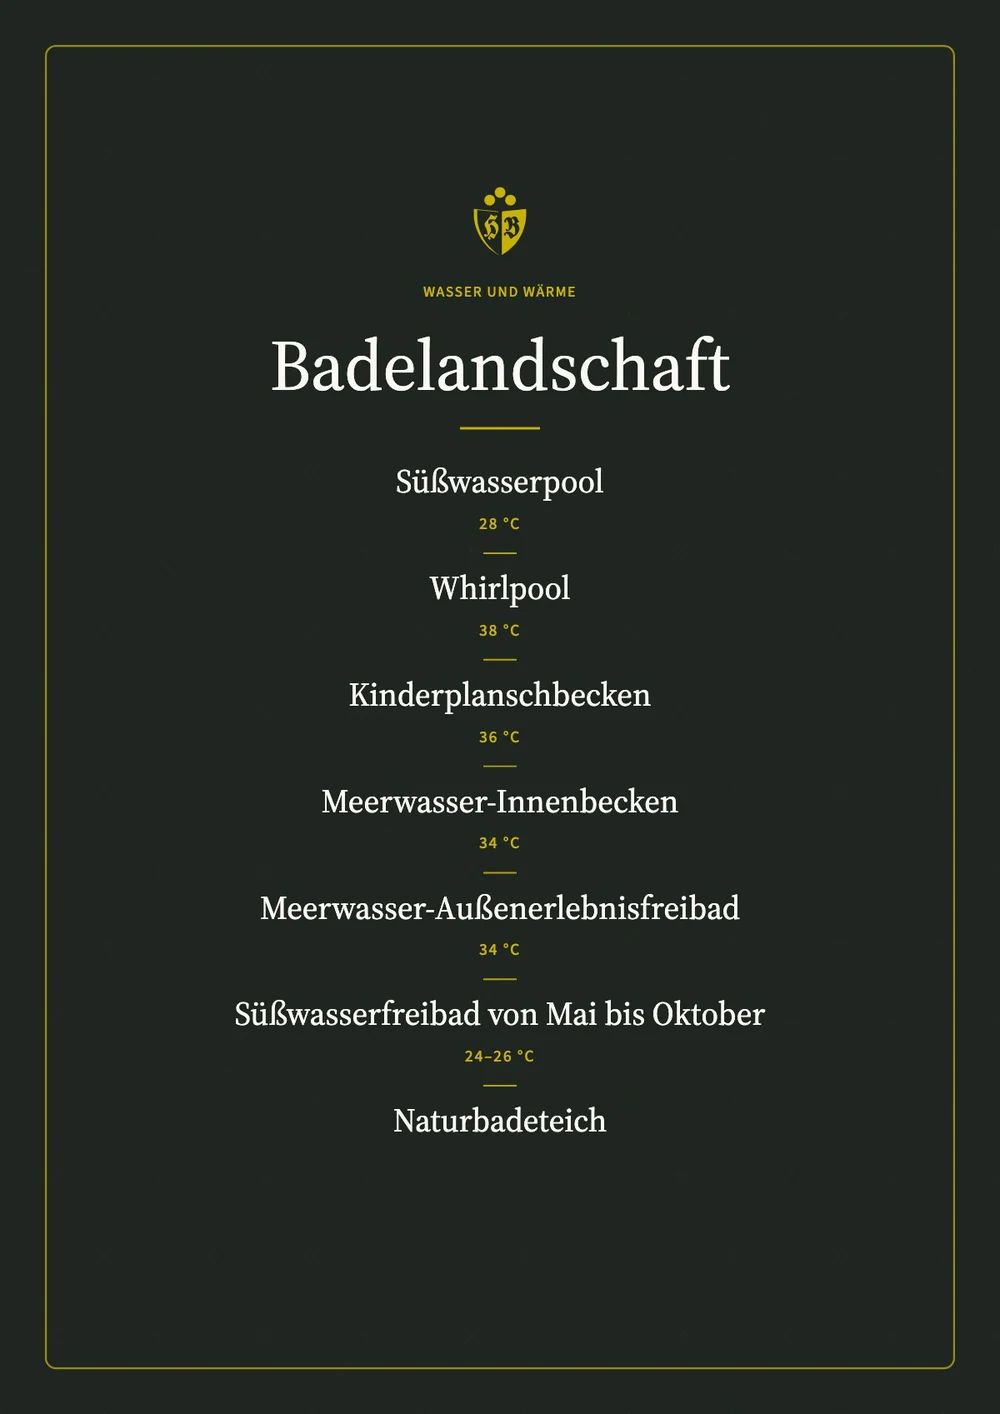 HB
WASSER UND WÄRME
Badelandschaft
Süßwasserpool
28 °C
Whirlpool
38 °C
Kinderplanschbecken
36 °C
Meerwasser-Innenbecken
34 °C
Meerwasser-Außenerlebnisfreibad
34 °C
Süßwasserfreibad von Mai bis Oktober
24–26 °C
Naturbadeteich